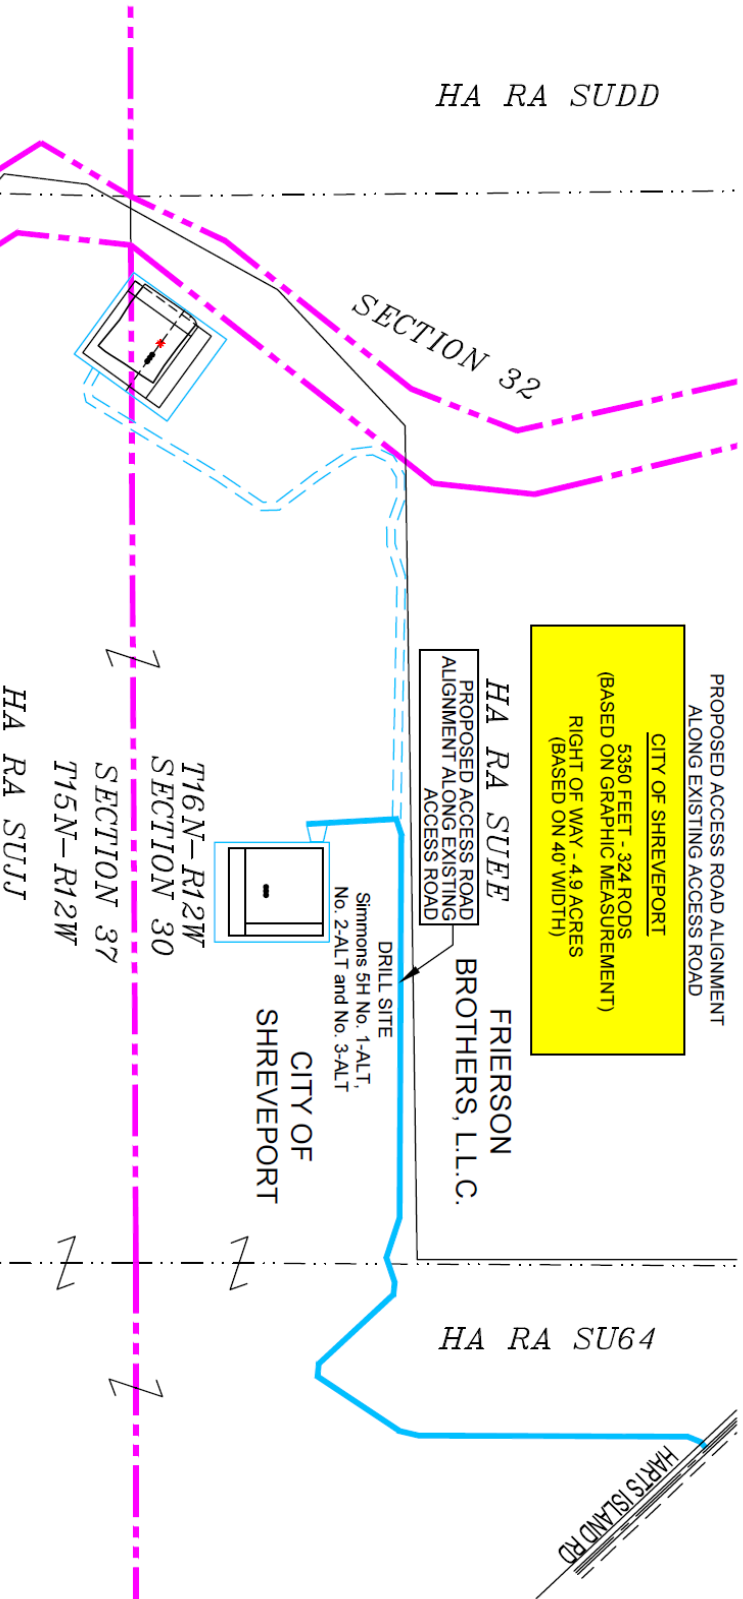 HA RA SUDD
SECTION 32
PROPOSED ACCESS ROAD ALIGNMENT
ALONG EXISTING ACCESS ROAD
CITY OF SHREVEPORT
5350 FEET - 324 RODS
(BASED ON GRAPHIC MEASUREMENT)
RIGHT OF WAY - 4.9 ACRES
(BASED ON 40' WIDTH)
HA RA SUEE
PROPOSED ACCESS ROAD
ALIGNMENT ALONG EXISTING
ACCESS ROAD
FRIERSON
BROTHERS, L.L.C.
DRILL SITE
Simmons 5H No. 1-ALT,
No. 2-ALT and No. 3-ALT
CITY OF
SHREVEPORT
T16N-R12W
SECTION 30
SECTION 37
T15N-R12W
HA RA SUJJ
HA RA SU64
HARTS ISLAND RD